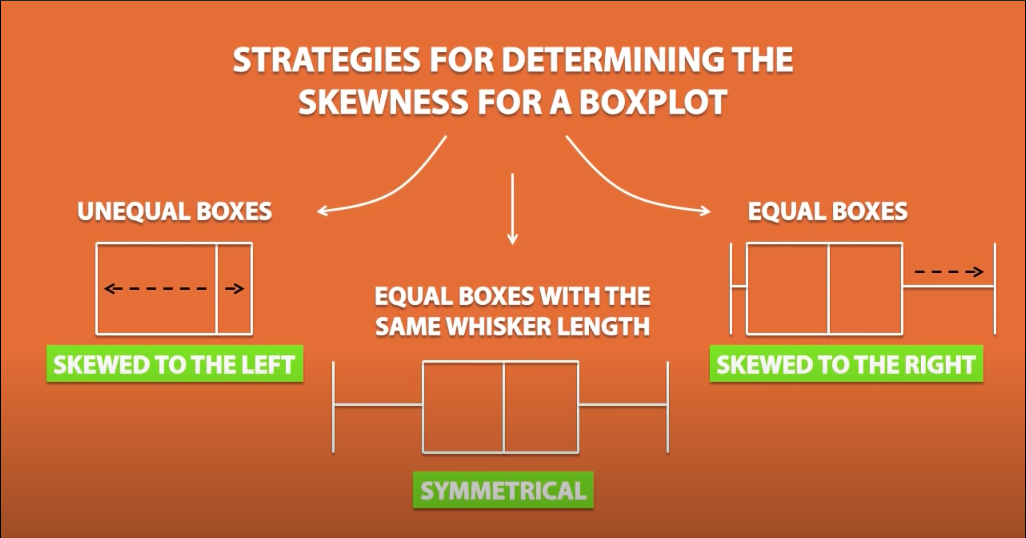 STRATEGIES FOR DETERMINING THE
SKEWNESS FOR A BOXPLOT
UNEQUAL BOXES
SKEWED TO THE LEFT
EQUAL BOXES WITH THE
SAME WHISKER LENGTH
SYMMETRICAL
EQUAL BOXES
SKEWED TO THE RIGHT